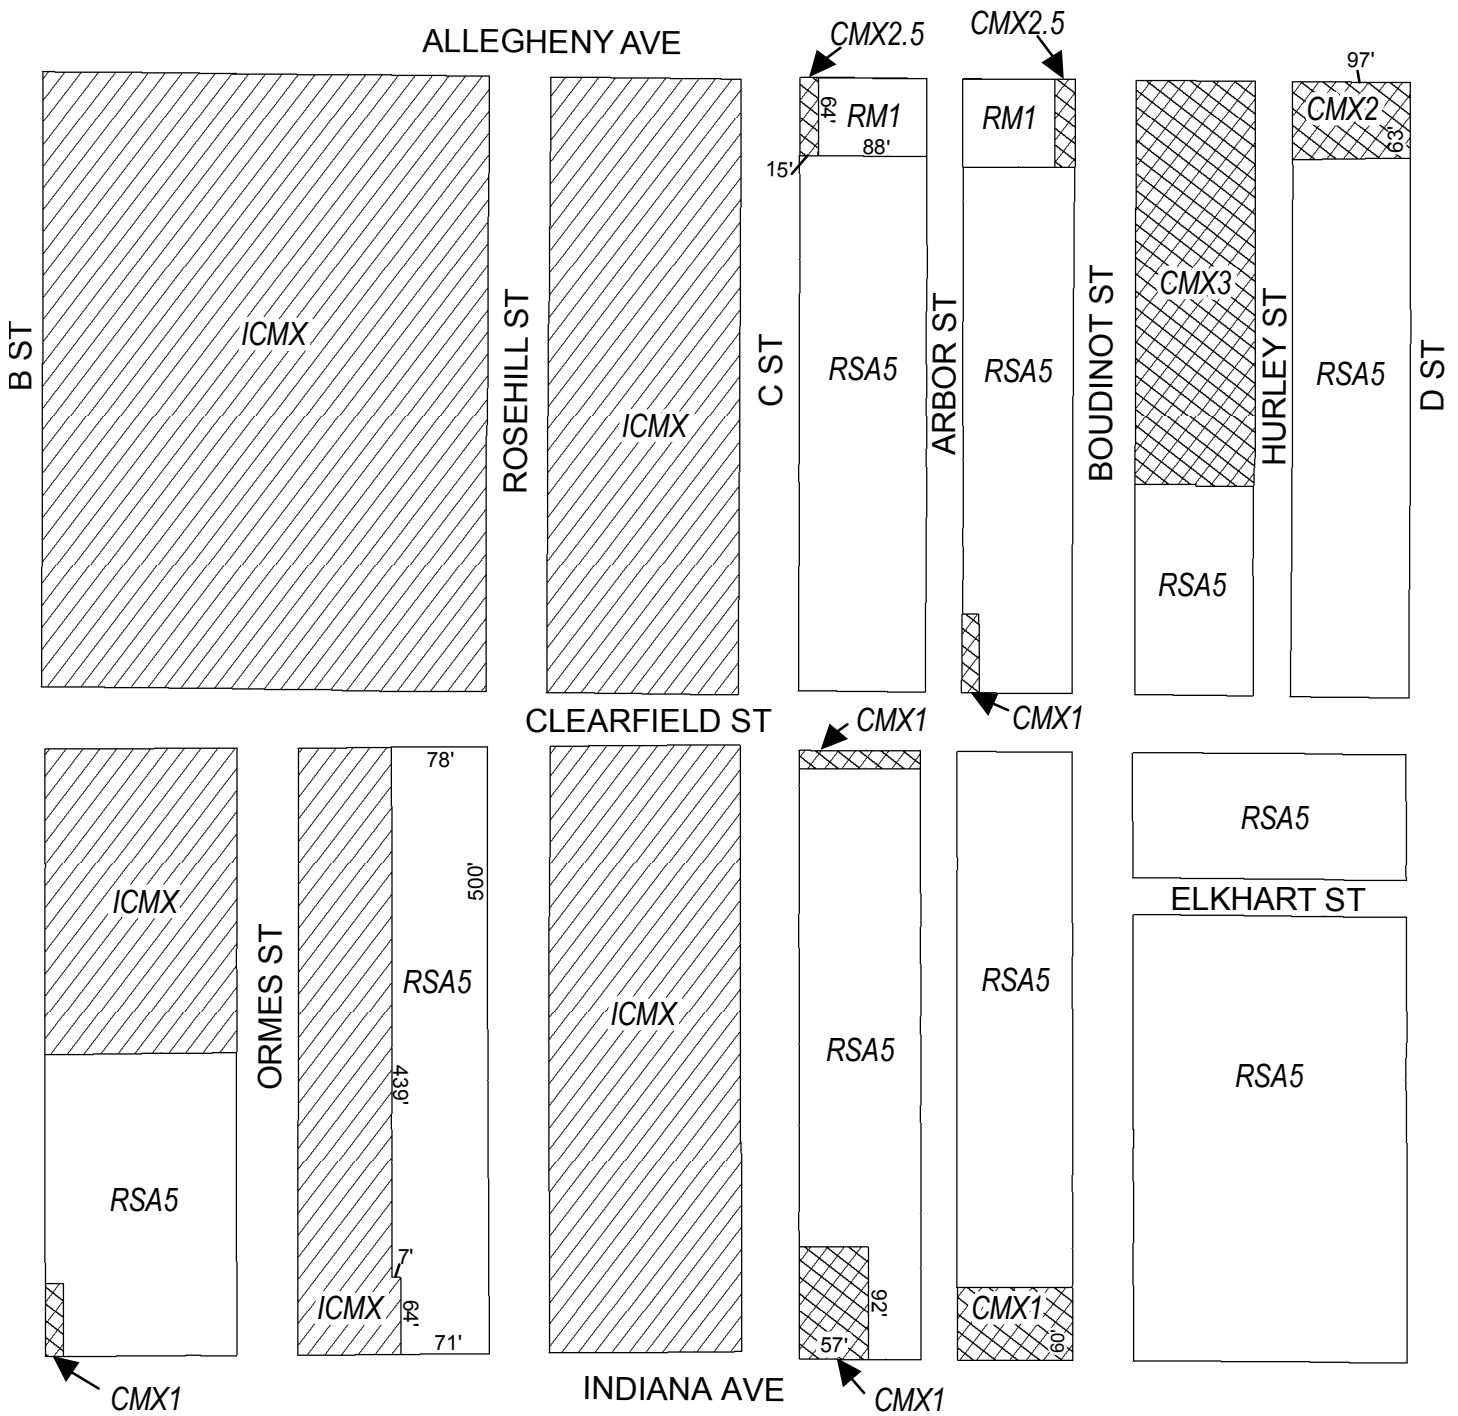 ALLEGHENY AVE
CMX2.5
CMX2.5
97'
CMX2
63'
64'
RM1
88'
15'
RM1
CMX3
B ST
ICMX
ROSEHILL ST
ICMX
C ST
RSA5
ARBOR ST
RSA5
BOUDINOT ST
HURLEY ST
RSA5
D ST
RSA5
CLEARFIELD ST
CMX1
CMX1
78'
500'
RSA5
ELKHART ST
ICMX
ORMES ST
RSA5
439'
ICMX
RSA5
RSA5
RSA5
RSA5
7'
ICMX
64'
71'
92'
57'
CMX1
60'
CMX1
INDIANA AVE
CMX1